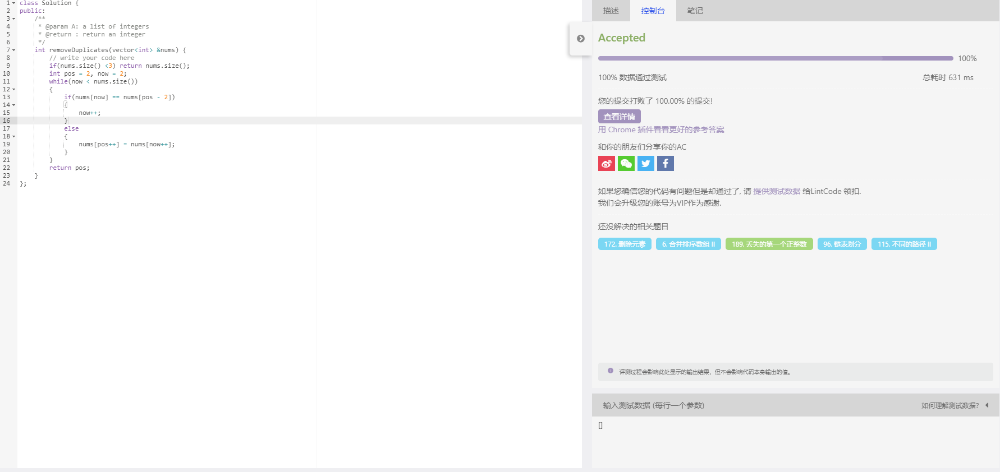 1 class Solution {
2 public:
3     /**
4      * @param A: a list of integers
5      * @return : return an integer
6      */
7     int removeDuplicates(vector<int> &nums) {
8         // write your code here
9         if(nums.size() <3) return nums.size();
10         int pos = 2, now = 2;
11         while(now < nums.size())
12         {
13             if(nums[now] == nums[pos - 2])
14             {
15                 now++;
16             }
17             else
18             {
19                 nums[pos++] = nums[now++];
20             }
21         }
22         return pos;
23     }
24 };
描述 控制台 笔记
Accepted
100%
100% 数据通过测试 总耗时 631 ms
您的提交打败了 100.00% 的提交!
查看详情
用 Chrome 插件看看更好的参考答案
和你的朋友们分享你的AC
如果您确信您的代码有问题但是却通过了, 请 提供测试数据 给LintCode 领扣.
我们会升级您的账号为VIP作为感谢.
还没解决的相关题目
172. 删除元素 6. 合并排序数组 II 189. 丢失的第一个正整数 96. 链表划分 115. 不同的路径 II
评测过程会影响此处显示的输出结果，但不会影响代码本身输出的值。
输入测试数据 (每行一个参数) 如何理解测试数据?
[]